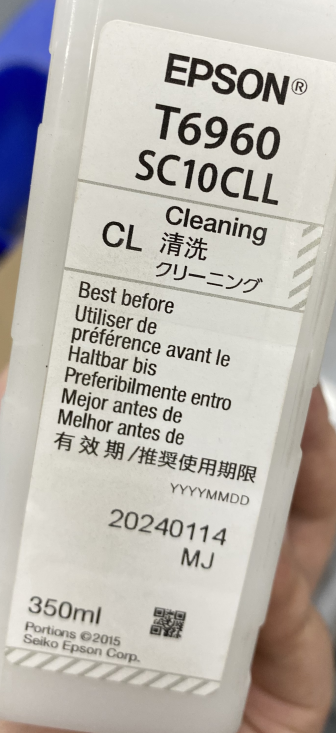 EPSON®
T6960
SC10CLL
Cleaning
CL 清洗
クリーニング
Best before
Utiliser de
préférence avant le
Haltbar bis
Preferibilmente entro
Mejor antes de
Melhor antes de
有效期/推奨使用期限
YYYYMMDD
20240114
MJ
350ml
Portions ©2015
Seiko Epson Corp.